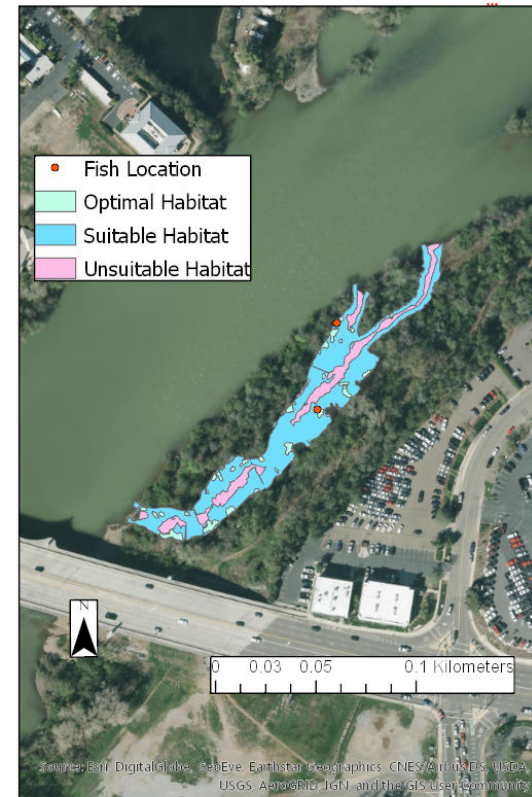 Fish Location
Optimal Habitat
Suitable Habitat
Unsuitable Habitat
N
0 0.03 0.05 0.1 Kilometers
Source: Esri, DigitalGlobe, GeoEye, Earthstar Geographics, CNES/Airbus DS, USDA,
USGS, AeroGRID, IGN, and the GIS User Community